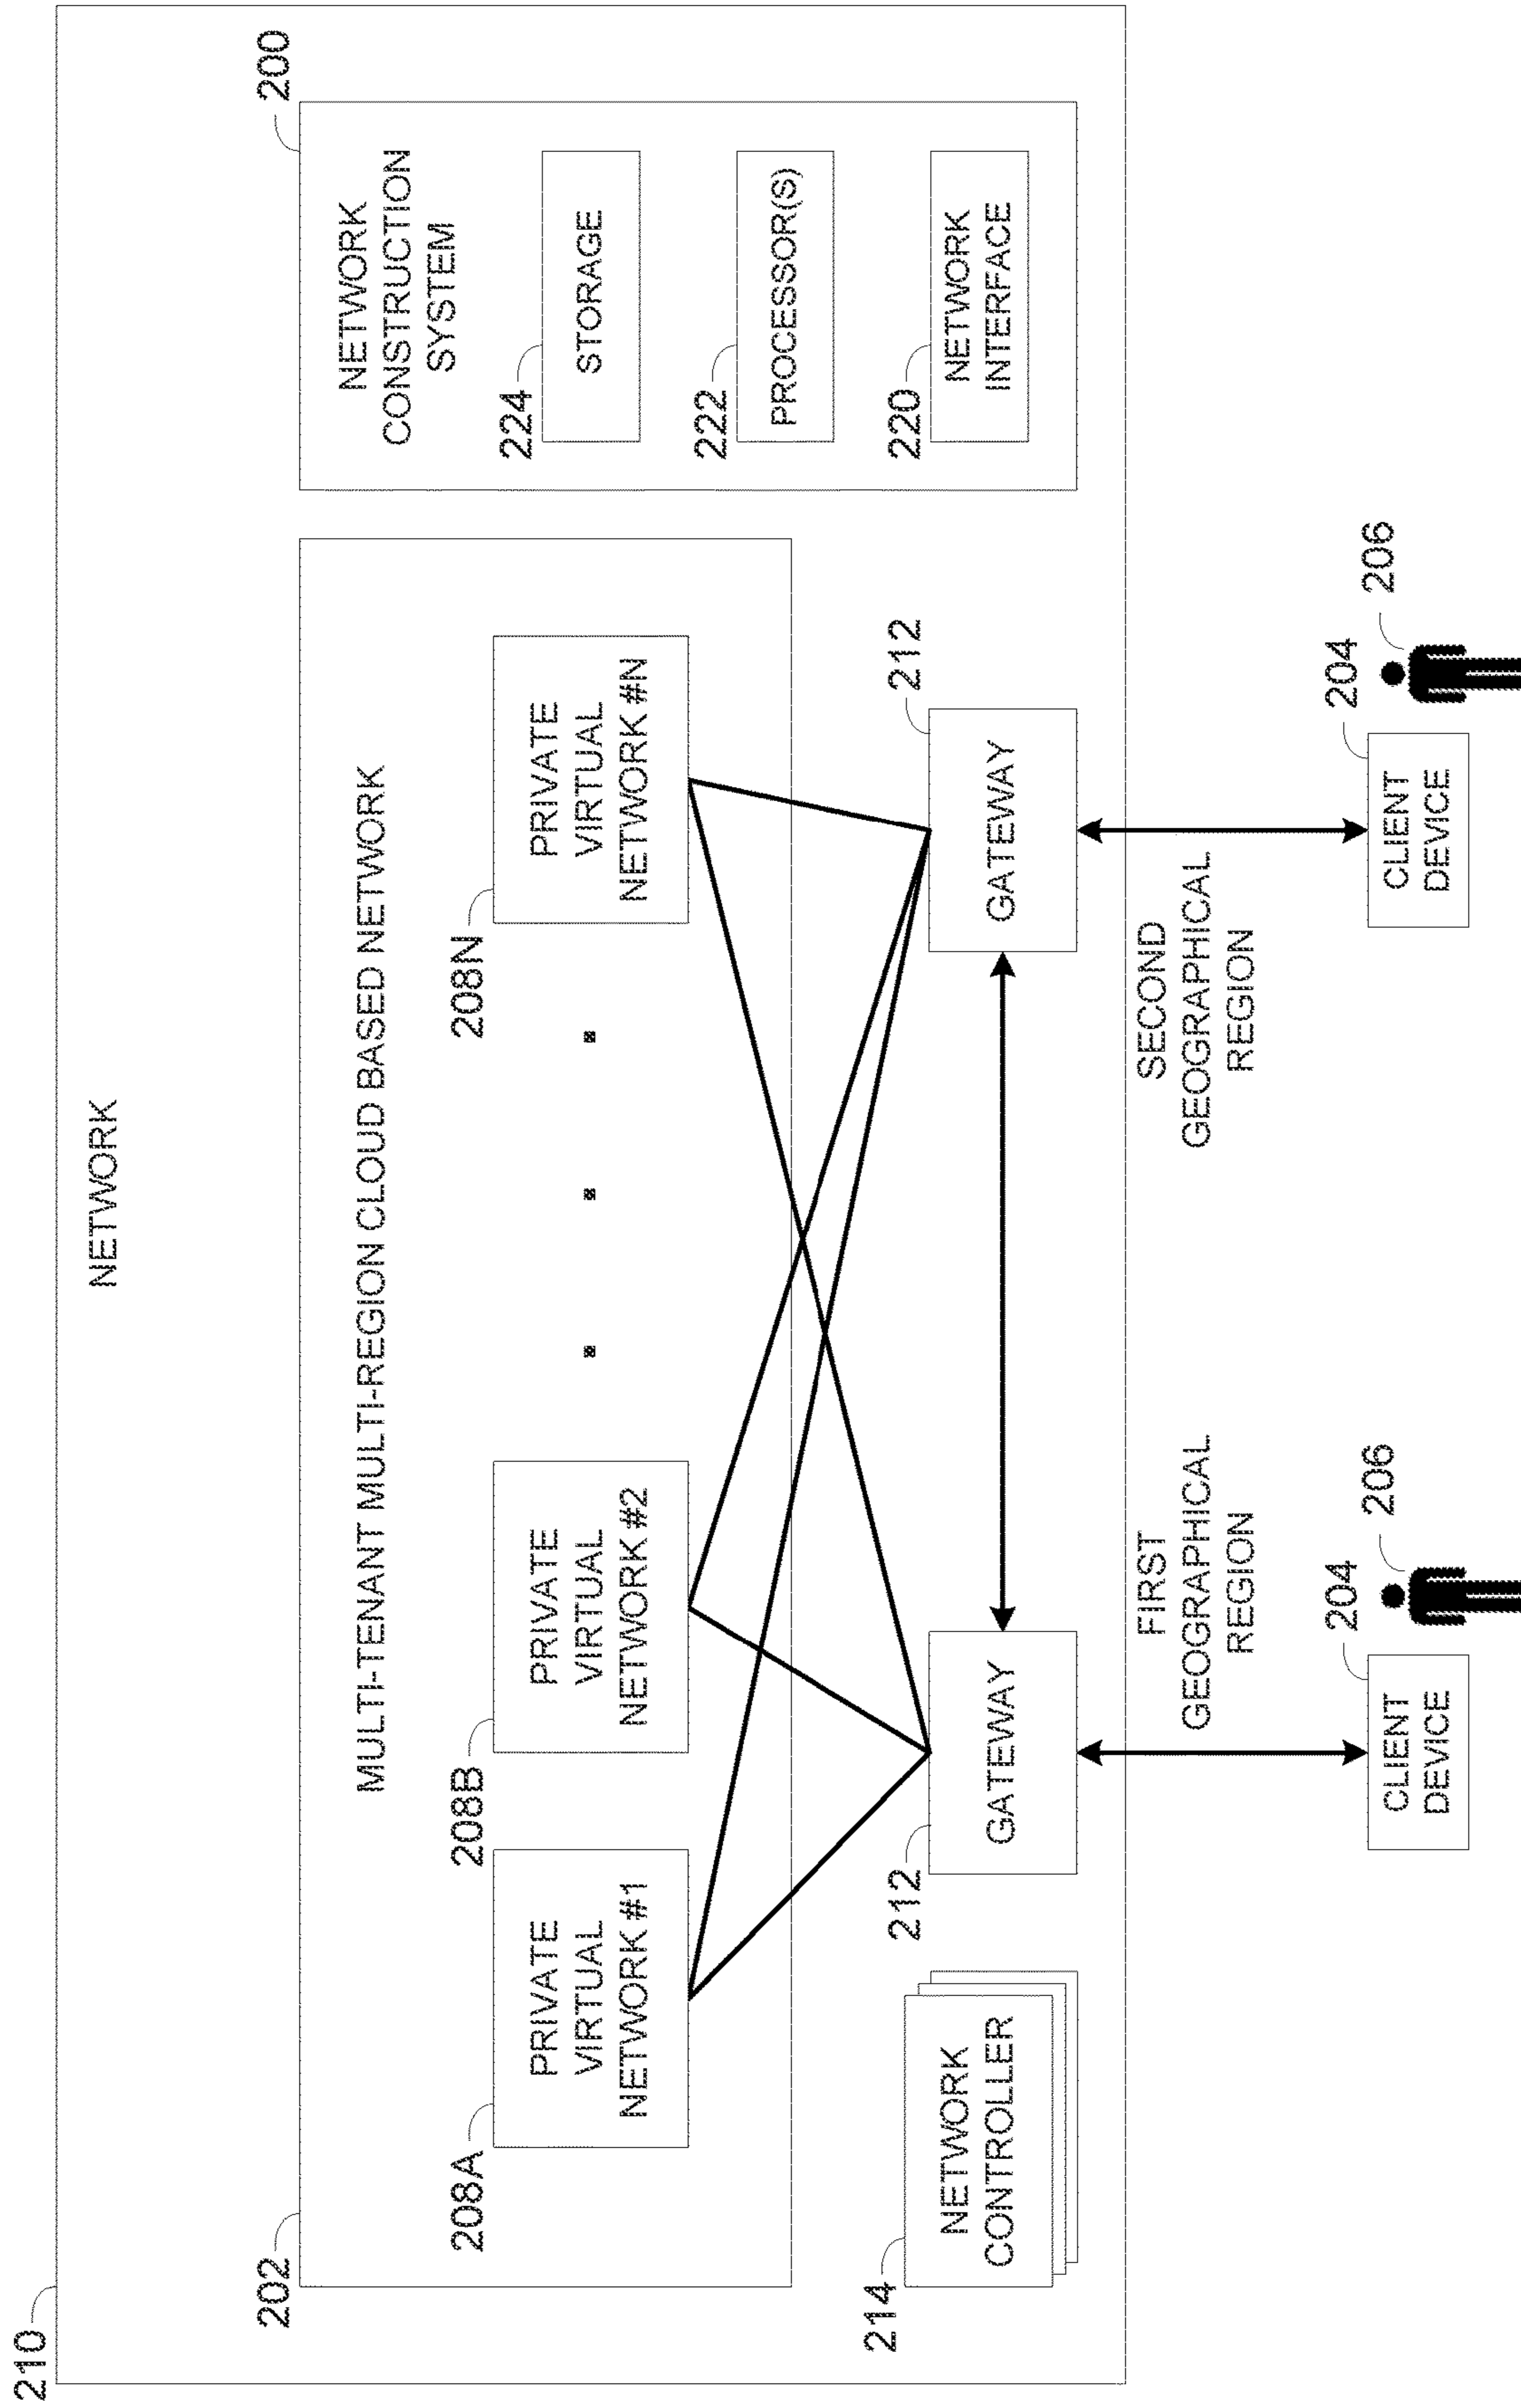 210
NETWORK
202
MULTI-TENANT MULTI-REGION CLOUD BASED NETWORK
208A
PRIVATE
VIRTUAL
NETWORK #1
208B
PRIVATE
VIRTUAL
NETWORK #2
208N
PRIVATE
VIRTUAL
NETWORK #N
200
NETWORK
CONSTRUCTION
SYSTEM
224
STORAGE
222
PROCESSOR(S)
220
NETWORK
INTERFACE
214
NETWORK
CONTROLLER
212
GATEWAY
212
GATEWAY
FIRST
GEOGRAPHICAL
REGION
SECOND
GEOGRAPHICAL
REGION
204
CLIENT
DEVICE
206
204
CLIENT
DEVICE
206